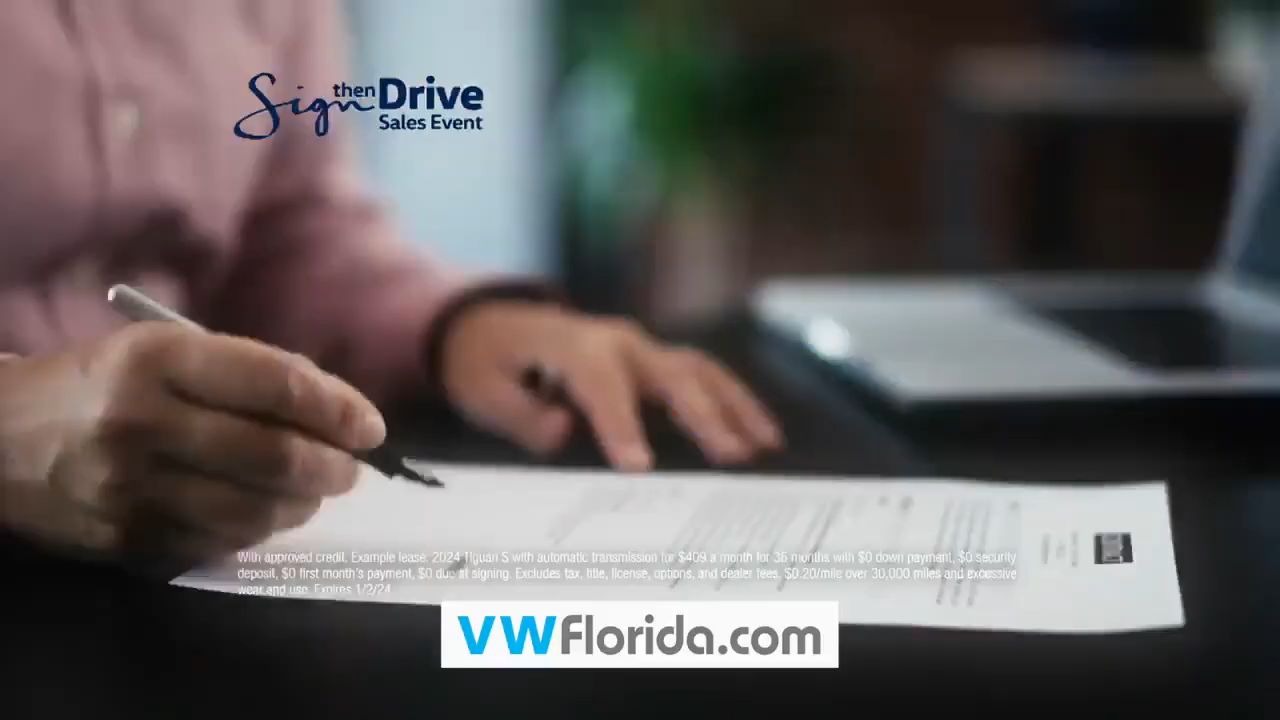 Sign then Drive
Sales Event
With approved credit. Example lease: 2024 Tiguan S with automatic transmission for $409 a month for 36 months with $0 down payment, $0 security
deposit, $0 first month's payment, $0 due at signing. Excludes tax, title, license, options, and dealer fees. $0.20/mile over 30,000 miles and excessive
wear and use. Expires 1/2/24
VWFlorida.com